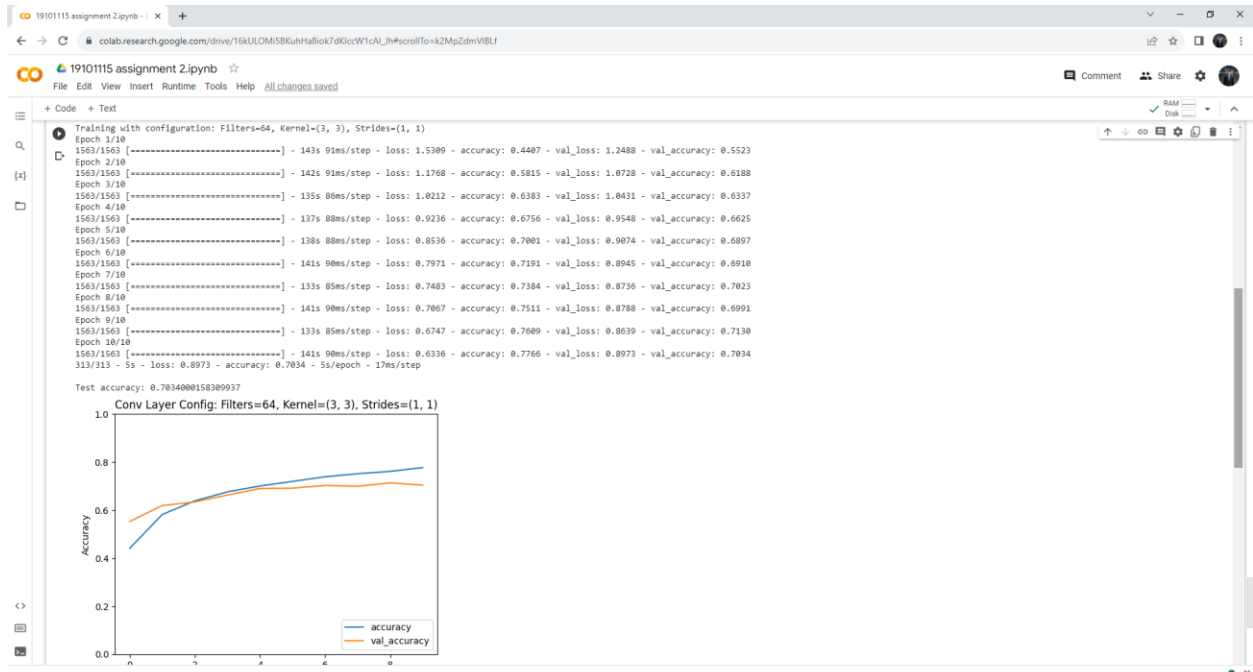 19101115 assignment 2.ipynb - C
colab.research.google.com/drive/16kULOMi5BKuhHa8iok7dKlccW1cAl_Jh#scrollTo=k2MpZdmVlBLf
19101115 assignment 2.ipynb
Comment Share
File Edit View Insert Runtime Tools Help All changes saved
+ Code + Text
RAM
Disk
Training with configuration: Filters=64, Kernel=(3, 3), Strides=(1, 1)
Epoch 1/10
1563/1563 [==============================] - 143s 91ms/step - loss: 1.5309 - accuracy: 0.4407 - val_loss: 1.2488 - val_accuracy: 0.5523
Epoch 2/10
1563/1563 [==============================] - 142s 91ms/step - loss: 1.1768 - accuracy: 0.5815 - val_loss: 1.0728 - val_accuracy: 0.6188
Epoch 3/10
1563/1563 [==============================] - 135s 86ms/step - loss: 1.0212 - accuracy: 0.6383 - val_loss: 1.0431 - val_accuracy: 0.6337
Epoch 4/10
1563/1563 [==============================] - 137s 88ms/step - loss: 0.9236 - accuracy: 0.6756 - val_loss: 0.9548 - val_accuracy: 0.6625
Epoch 5/10
1563/1563 [==============================] - 138s 88ms/step - loss: 0.8536 - accuracy: 0.7001 - val_loss: 0.9074 - val_accuracy: 0.6897
Epoch 6/10
1563/1563 [==============================] - 141s 90ms/step - loss: 0.7971 - accuracy: 0.7191 - val_loss: 0.8945 - val_accuracy: 0.6910
Epoch 7/10
1563/1563 [==============================] - 133s 85ms/step - loss: 0.7483 - accuracy: 0.7384 - val_loss: 0.8736 - val_accuracy: 0.7023
Epoch 8/10
1563/1563 [==============================] - 141s 90ms/step - loss: 0.7067 - accuracy: 0.7511 - val_loss: 0.8788 - val_accuracy: 0.6991
Epoch 9/10
1563/1563 [==============================] - 133s 85ms/step - loss: 0.6747 - accuracy: 0.7609 - val_loss: 0.8639 - val_accuracy: 0.7130
Epoch 10/10
1563/1563 [==============================] - 141s 90ms/step - loss: 0.6336 - accuracy: 0.7766 - val_loss: 0.8973 - val_accuracy: 0.7034
313/313 - 5s - loss: 0.8973 - accuracy: 0.7034 - 5s/epoch - 17ms/step
Test accuracy: 0.7034000158309937
Conv Layer Config: Filters=64, Kernel=(3, 3), Strides=(1, 1)
1.0
0.8
0.6
0.4
0.2
0.0
Accuracy
accuracy
val_accuracy